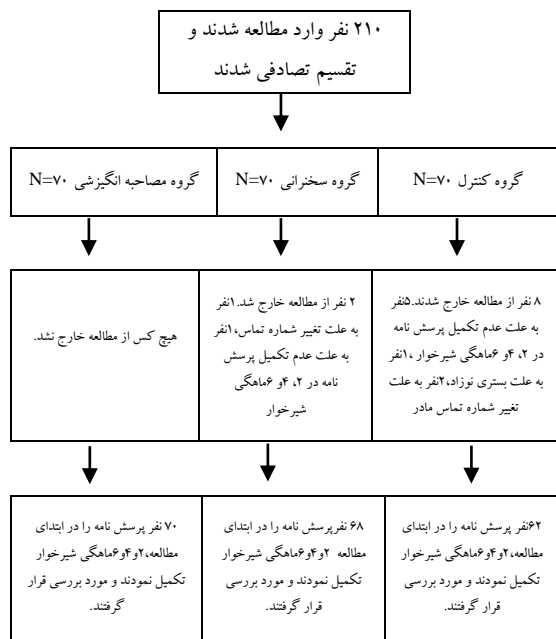 ۲۱۰ نفر وارد مطالعه شدند و
تقسیم تصادفی شدند
گروه کنترل N=۷۰
گروه سخنرانی N=۷۰
گروه مصاحبه انگیزشی N=۷۰
۸ نفر از مطالعه خارج شدند.۵نفر
به علت عدم تکمیل پرسش نامه
در ۲، ۴و ۶ماهگی شیرخوار ،۱نفر
به علت بستری نوزاد،۲نفر به علت
تغییر شماره تماس مادر
۲ نفر از مطالعه خارج شد.۱نفر
به علت تغییر شماره تماس،۱نفر
به علت عدم تکمیل پرسش
نامه در ۲، ۴و ۶ماهگی
شیرخوار
هیچ کس از مطالعه خارج نشد.
۶۲نفر پرسش نامه را در ابتدای
مطالعه،۲و۴و۶ماهگی شیرخوار
تکمیل نمودند و مورد بررسی
قرار گرفتند.
۶۸ نفرپرسش نامه را در ابتدای
مطالعه ۲و۴و۶ماهگی شیرخوار
تکمیل نمودند و مورد بررسی
قرار گرفتند.
۷۰ نفر پرسش نامه را در ابتدای
مطالعه،۲و۴و۶ماهگی شیرخوار
تکمیل نمودند و مورد بررسی قرار
گرفتند.